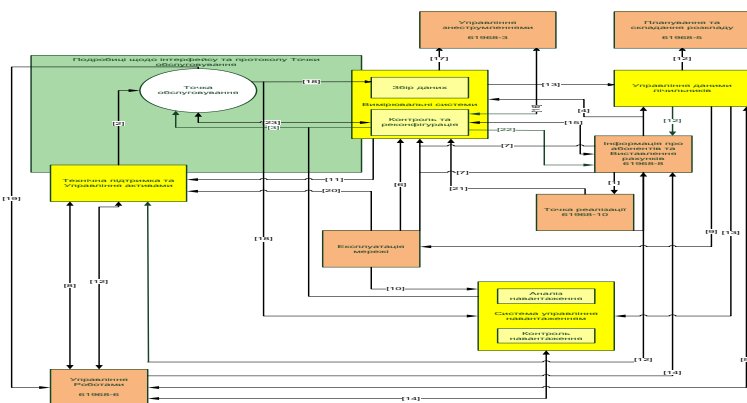 Управління
знеструмленнями
61968-3
Планування та
складання розкладу
61968-5
Подробиці щодо інтерфейсу та протоколу Точки
обслуговування
Точка
обслуговування
Збір даних
Вимірювальні системи
Контроль та
реконфігурація
Управління даними
лічильників
Інформація про
абонентів та
Виставлення
рахунків
61968-8
Технічна підтримка та
Управління активами
Точка реалізації
61968-10
Експлуатація
мережі
Аналіз
навантаження
Система управління
навантаженням
Контроль
навантаження
Управління
Роботами
61968-6
[17]
[12]
[18]
[13]
[4]
[2]
[23]
[3]
[15]
[22]
[12]
[7]
[11]
[7]
[20]
[6]
[21]
[19]
[9]
[13]
[8]
[12]
[10]
[12]
[14]
[14]